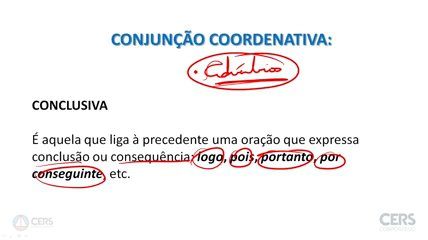 CONJUNÇÃO COORDENATIVA:
CONCLUSIVA
É aquela que liga à precedente uma oração que expressa
conclusão ou consequência: logo, pois, portanto, por
conseguinte, etc.
CERS
CERS
CORPORATIVO